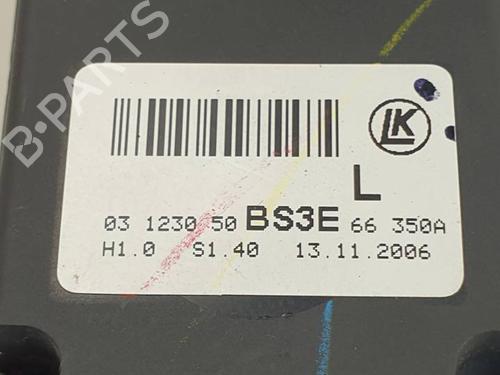 B·PARTS
LK
L
03 1230 50 BS3E 66 350A
H1.0 S1.40 13.11.2006